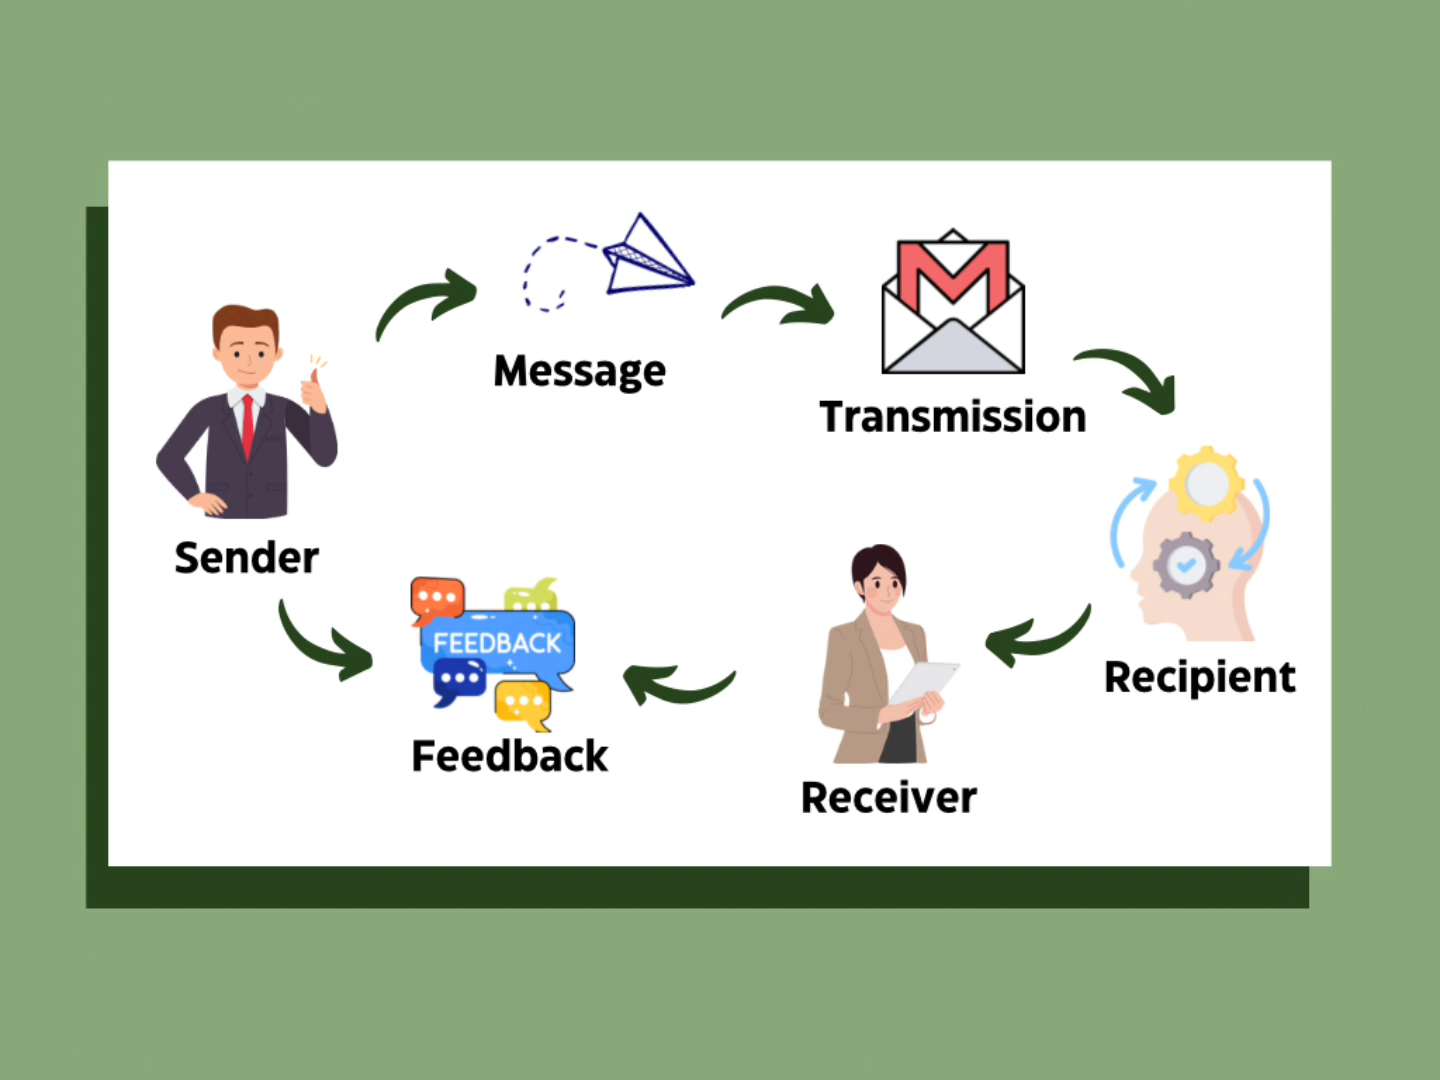 Message
Transmission
Sender
FEEDBACK
Recipient
Feedback
Receiver